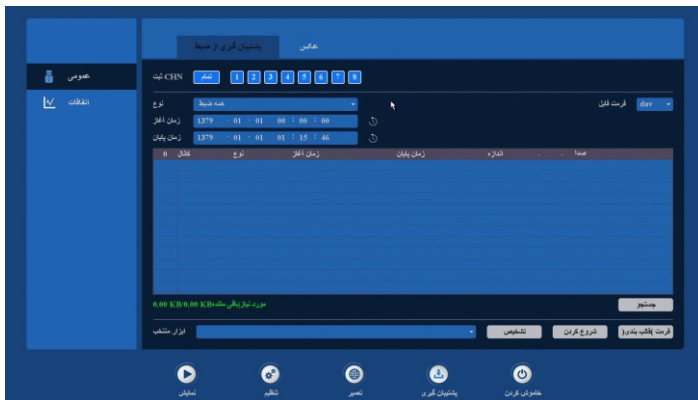 پشتیبان گیری از ضبط
عکس
عمومی
اتفاقات
ثبت CHN
تمام 1 2 3 4 5 6 7 8
نوع همه ضبط
فرمت فایل dav
زمان آغاز 1379 - 01 - 01 00 : 00 : 00
زمان پایان 1379 - 01 - 01 01 : 15 : 46
0 کانال نوع زمان آغاز زمان پایان اندازه . . صدا
0.00 KB/0.00 KBمورد نیاز/باقی مانده
جستجو
ابزار منتخب
تشخیص
شروع کردن
فرمت )قالب بندی(
نمایش
تنظیم
تعمیر
پشتیبان گیری
خاموش کردن